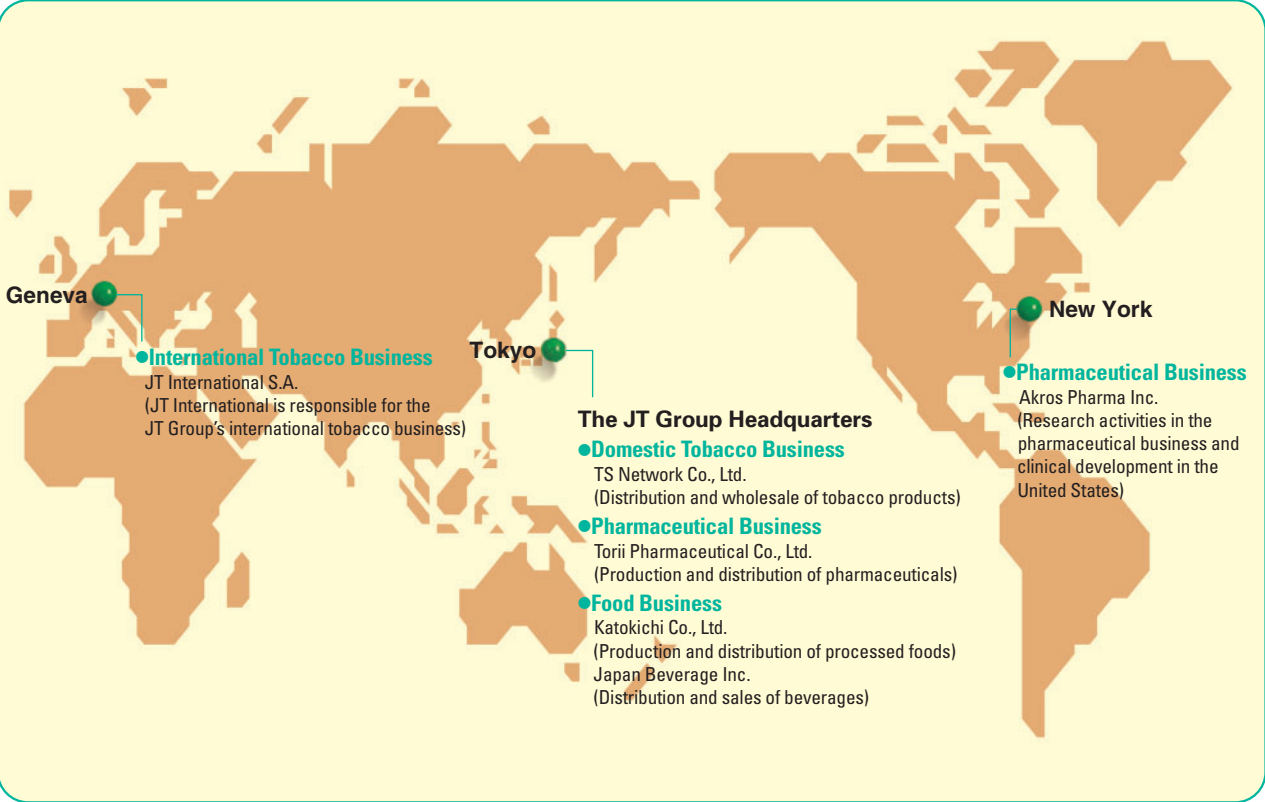 Geneva
●International Tobacco Business
JT International S.A.
(JT International is responsible for the
JT Group's international tobacco business)
Tokyo
The JT Group Headquarters
●Domestic Tobacco Business
TS Network Co., Ltd.
(Distribution and wholesale of tobacco products)
●Pharmaceutical Business
Torii Pharmaceutical Co., Ltd.
(Production and distribution of pharmaceuticals)
●Food Business
Katokichi Co., Ltd.
(Production and distribution of processed foods)
Japan Beverage Inc.
(Distribution and sales of beverages)
New York
●Pharmaceutical Business
Akros Pharma Inc.
(Research activities in the
pharmaceutical business and
clinical development in the
United States)